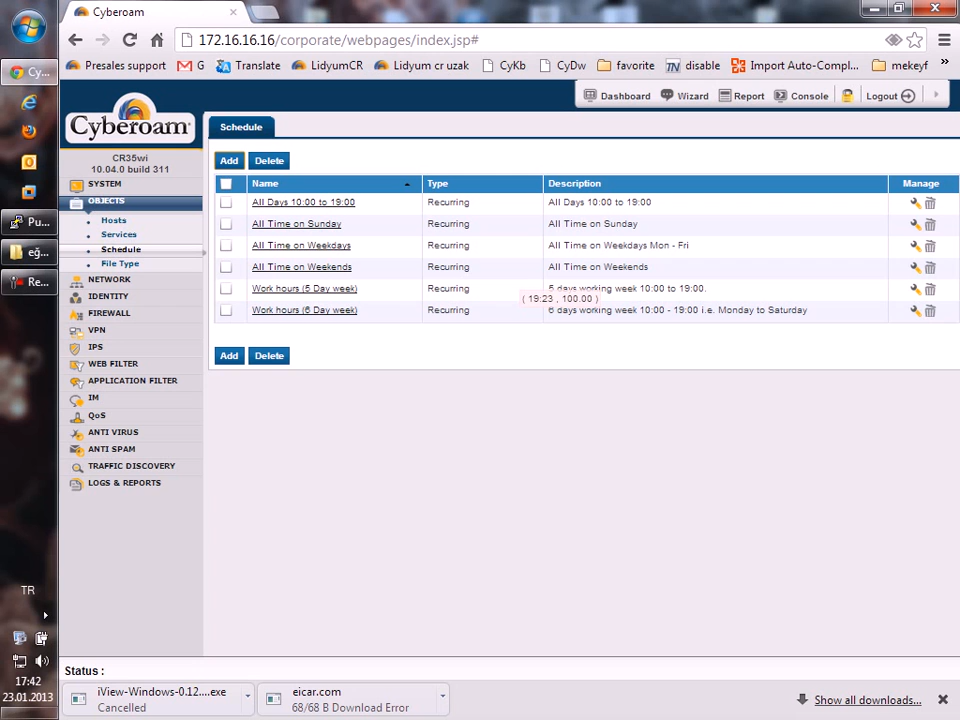 Cyberoam
172.16.16.16/corporate/webpages/index.jsp#
Presales support
G
Translate
LidyumCR
Lidyum cr uzak
CyKb
CyDw
favorite
disable
Import Auto-Compl...
mekeyf
»
Cy...
Pu...
eğ...
Re...
TR
17:42
23.01.2013
Cyberoam
CR35wi
10.04.0 build 311
Dashboard
Wizard
Report
Console
Logout
SYSTEM
OBJECTS
Hosts
Services
Schedule
File Type
NETWORK
IDENTITY
FIREWALL
VPN
IPS
WEB FILTER
APPLICATION FILTER
IM
QoS
ANTI VIRUS
ANTI SPAM
TRAFFIC DISCOVERY
LOGS & REPORTS
Schedule
Add Delete
Name Type Description Manage
All Days 10:00 to 19:00 Recurring All Days 10:00 to 19:00
All Time on Sunday Recurring All Time on Sunday
All Time on Weekdays Recurring All Time on Weekdays Mon - Fri
All Time on Weekends Recurring All Time on Weekends
Work hours (5 Day week) Recurring 5 days working week 10:00 to 19:00.
( 19:23 , 100.00 )
Work hours (6 Day week) Recurring 6 days working week 10:00 - 19:00 i.e. Monday to Saturday
Add Delete
Status :
iView-Windows-0.12....exe
Cancelled
eicar.com
68/68 B Download Error
Show all downloads...